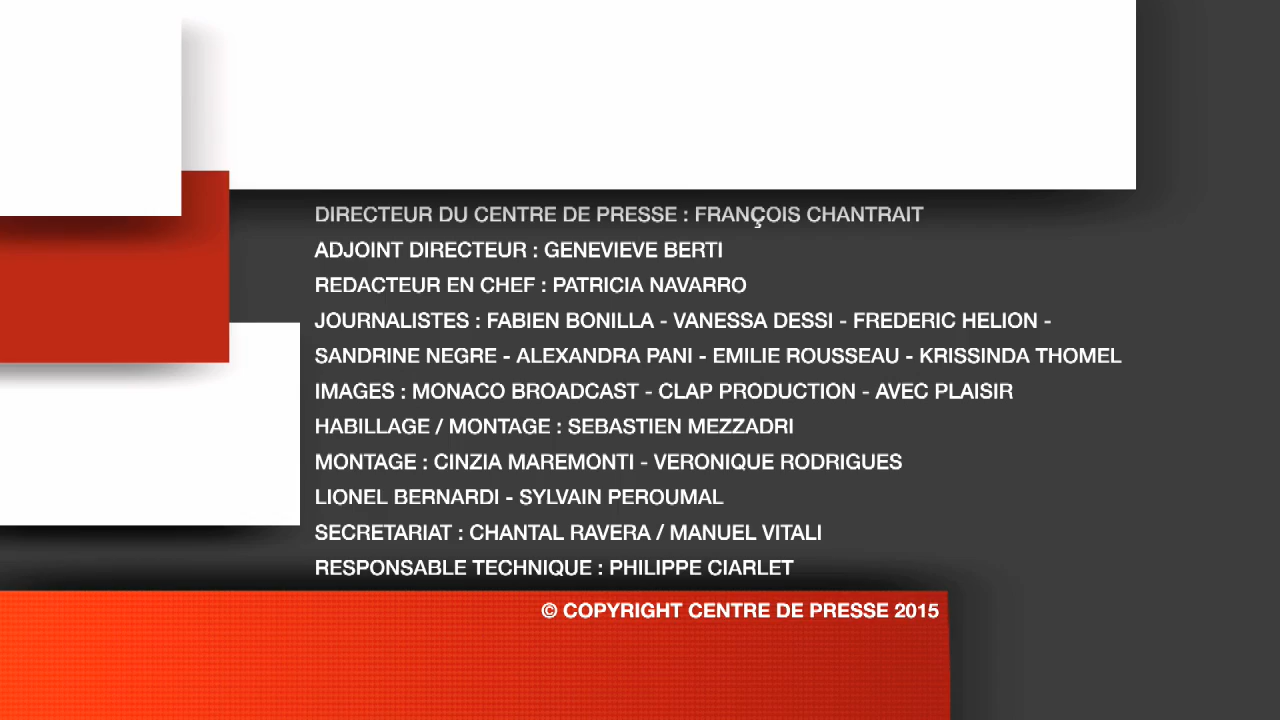 DIRECTEUR DU CENTRE DE PRESSE : FRANÇOIS CHANTRAIT
ADJOINT DIRECTEUR : GENEVIEVE BERTI
REDACTEUR EN CHEF : PATRICIA NAVARRO
JOURNALISTES : FABIEN BONILLA - VANESSA DESSI - FREDERIC HELION -
SANDRINE NEGRE - ALEXANDRA PANI - EMILIE ROUSSEAU - KRISSINDA THOMEL
IMAGES : MONACO BROADCAST - CLAP PRODUCTION - AVEC PLAISIR
HABILLAGE / MONTAGE : SEBASTIEN MEZZADRI
MONTAGE : CINZIA MAREMONTI - VERONIQUE RODRIGUES
LIONEL BERNARDI - SYLVAIN PEROUMAL
SECRETARIAT : CHANTAL RAVERA / MANUEL VITALI
RESPONSABLE TECHNIQUE : PHILIPPE CIARLET
© COPYRIGHT CENTRE DE PRESSE 2015